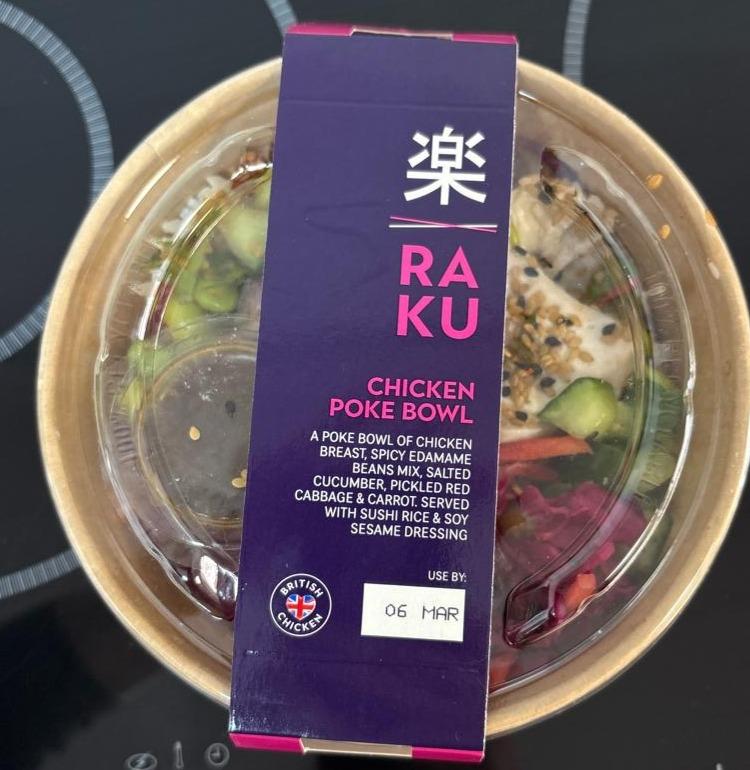 楽
RA
KU
CHICKEN
POKE BOWL
A POKE BOWL OF CHICKEN
BREAST, SPICY EDAMAME
BEANS MIX, SALTED
CUCUMBER, PICKLED RED
CABBAGE & CARROT. SERVED
WITH SUSHI RICE & SOY
SESAME DRESSING
USE BY:
06 MAR
BRITISH
CHICKEN